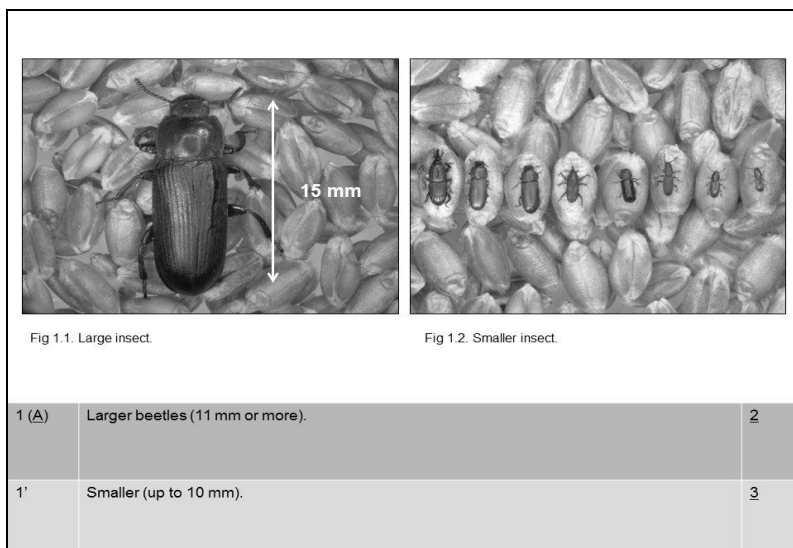 15 mm
Fig 1.1. Large insect.
Fig 1.2. Smaller insect.
1 (A) Larger beetles (11 mm or more). 2
1’ Smaller (up to 10 mm). 3